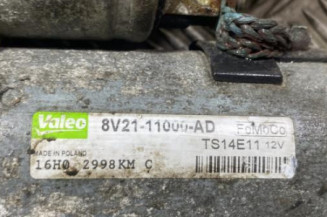 Valeo 8V21-11000-AD FoMoCo
TS14E11 12V
MADE IN POLAND
16H0 2998KM C